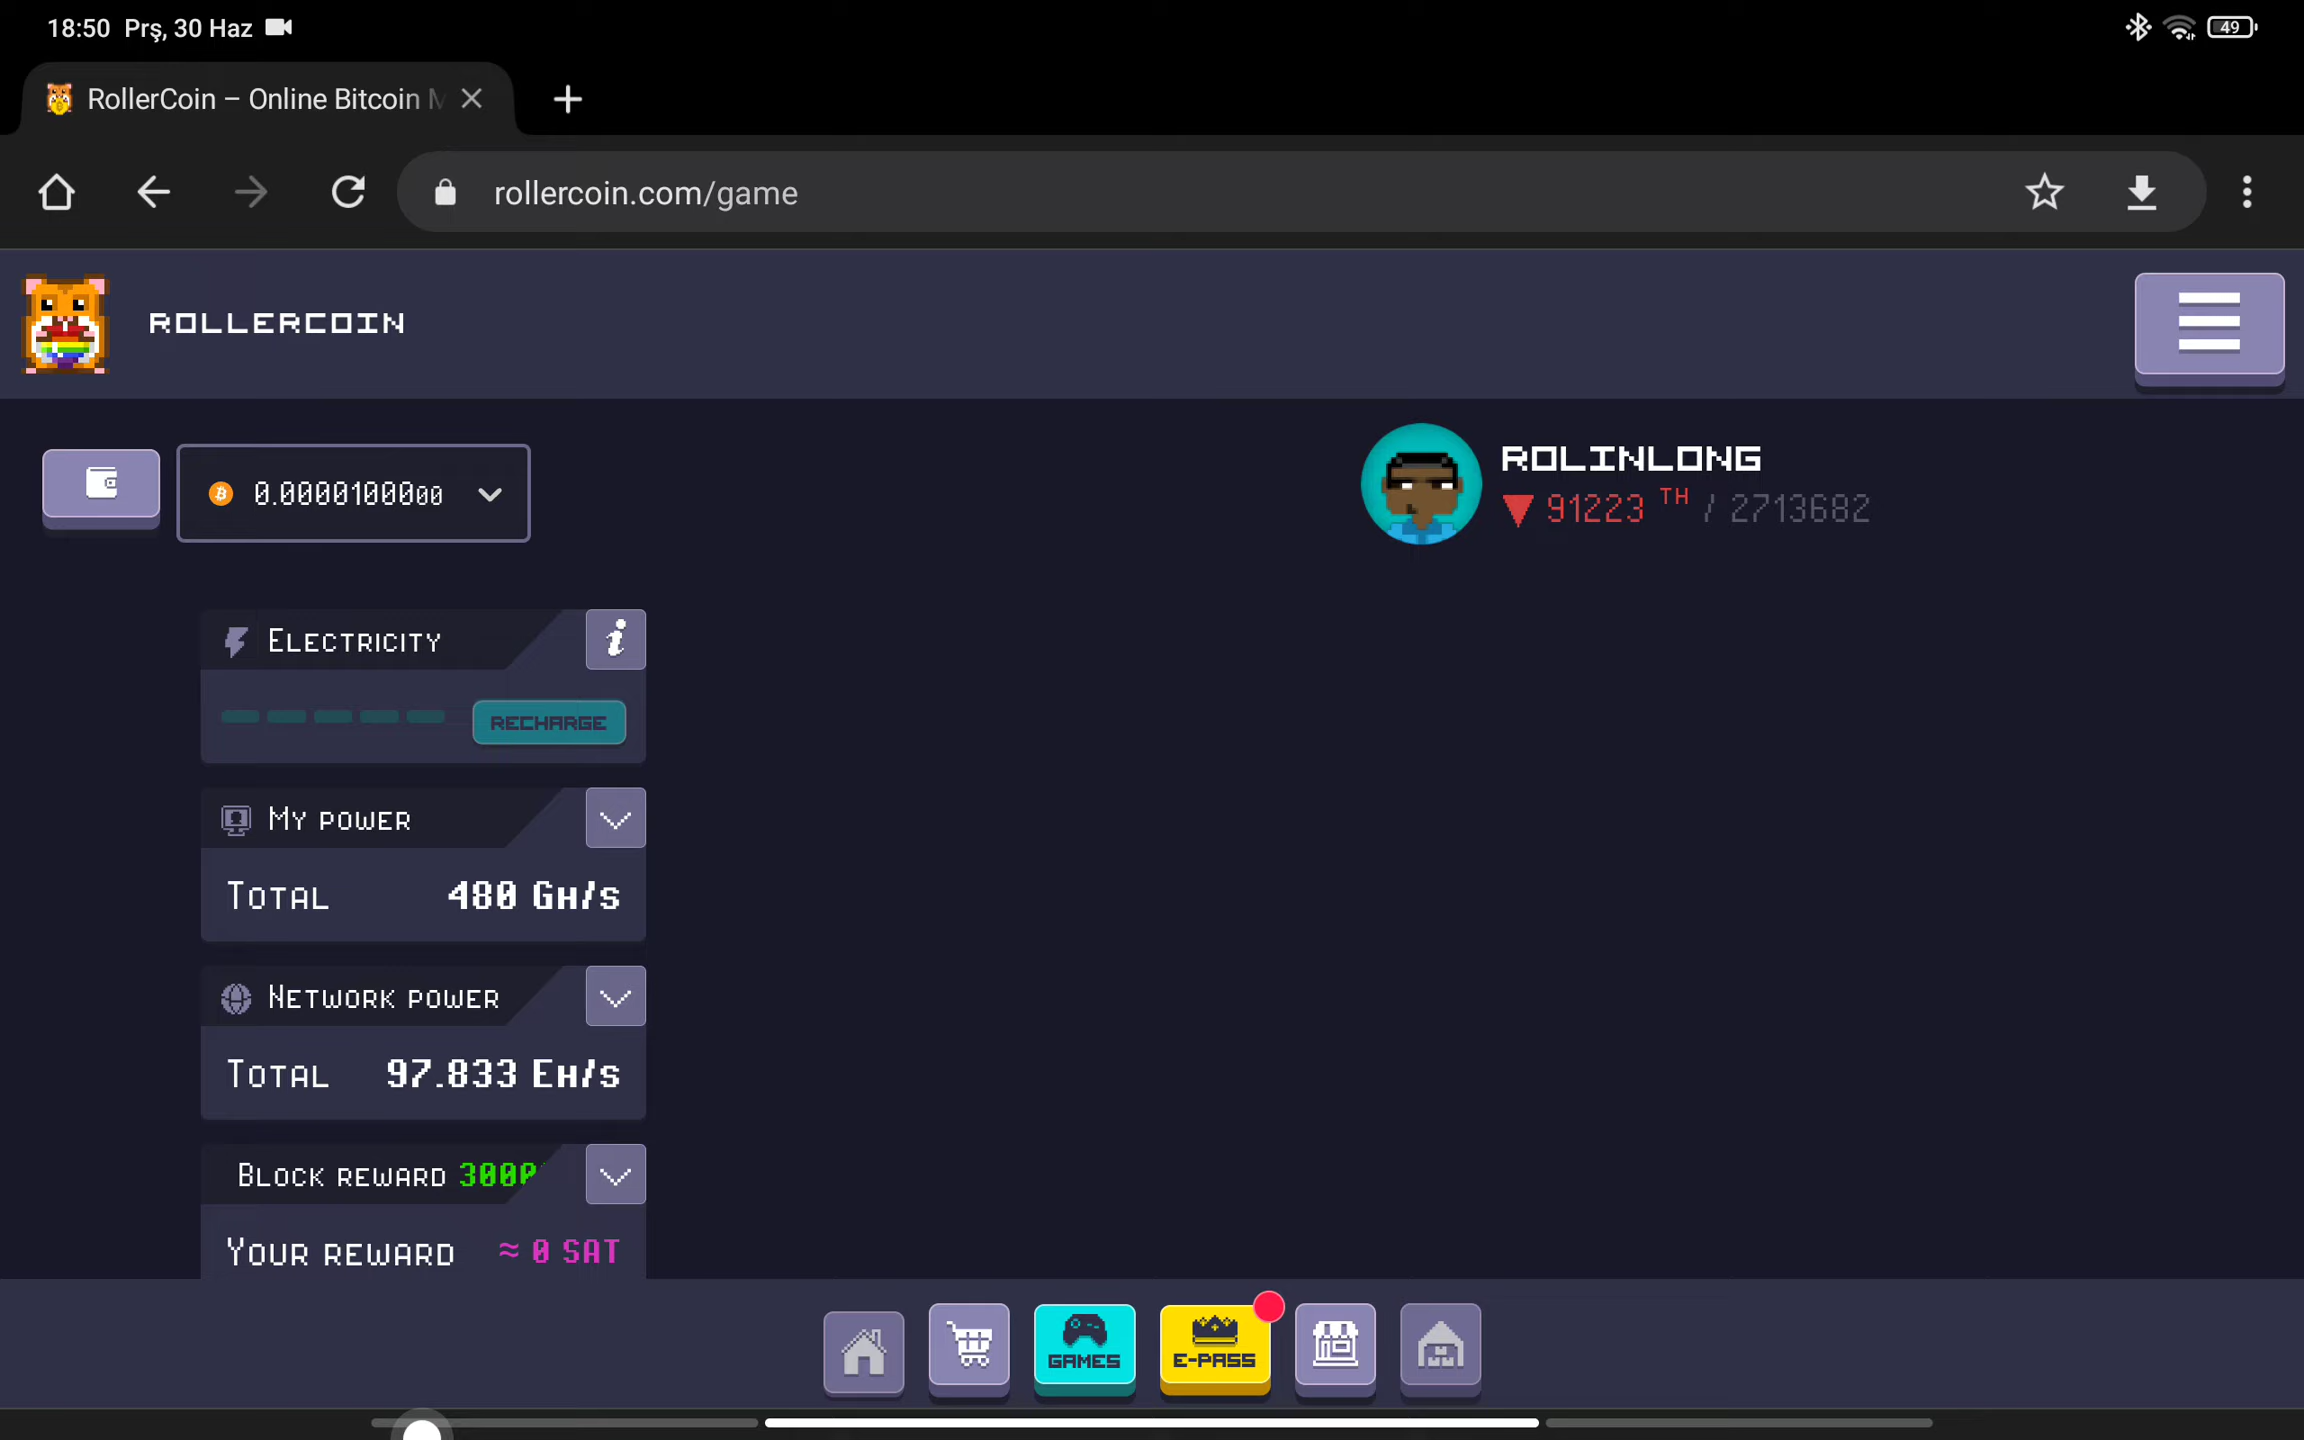 18:50 Prş, 30 Haz
49
RollerCoin – Online Bitcoin
rollercoin.com/game
ROLLERCOIN
0.0000100000
ROLINLONG
91223 TH / 2713682
ELECTRICITY
RECHARGE
MY POWER
TOTAL 480 GH/S
NETWORK POWER
TOTAL 97.833 EH/S
BLOCK REWARD
YOUR REWARD ≈ 0 SAT
GAMES
E-PASS